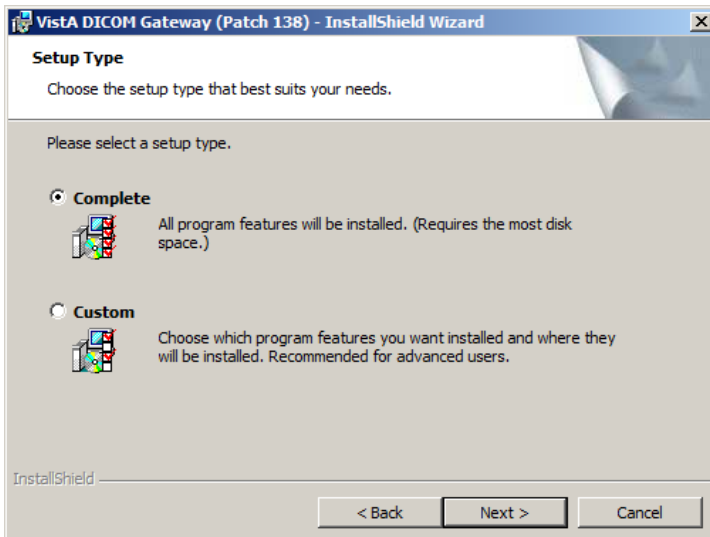 VistA DICOM Gateway (Patch 138) - InstallShield Wizard
Setup Type
Choose the setup type that best suits your needs.
Please select a setup type.
Complete
All program features will be installed. (Requires the most disk
space.)
Custom
Choose which program features you want installed and where they
will be installed. Recommended for advanced users.
InstallShield
< Back Next > Cancel